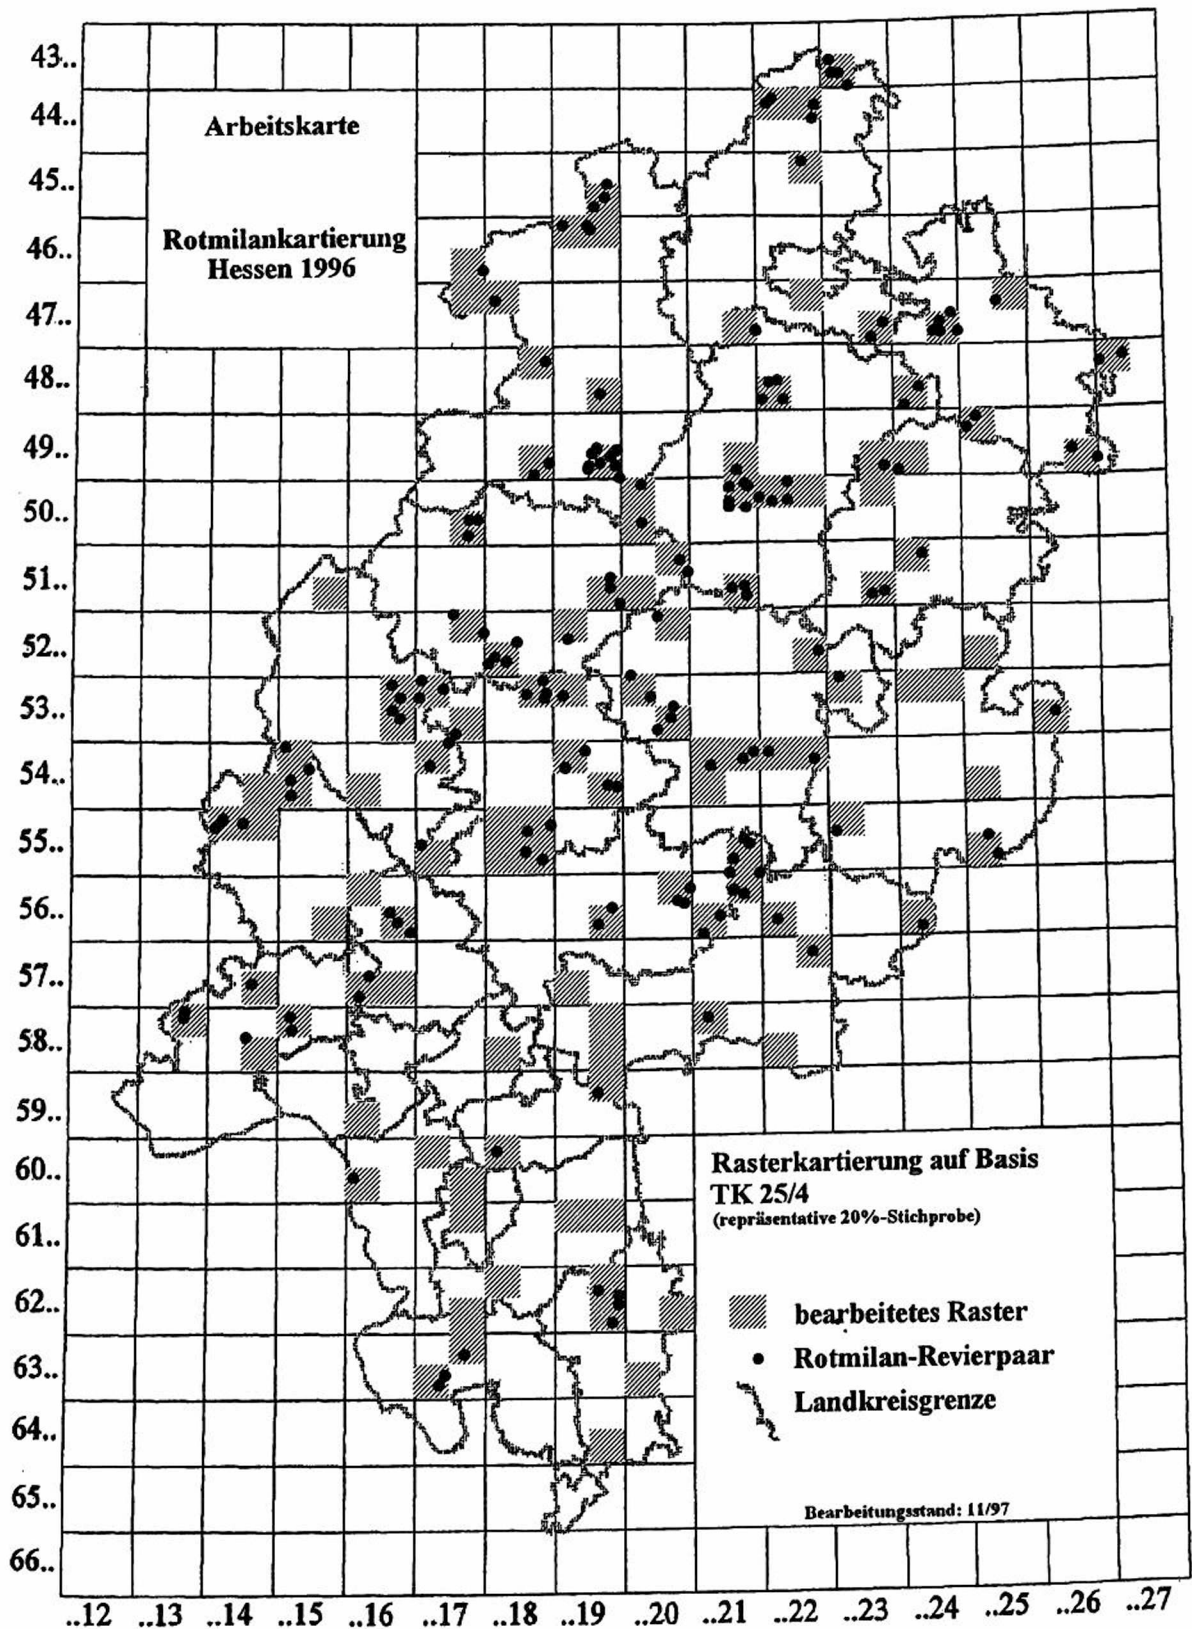 43..
44..
Arbeitskarte
45..
46..
Rotmilankartierung
Hessen 1996
47..
48..
49..
50..
51..
52..
53..
54..
55..
56..
57..
58..
59..
60..
61..
62..
63..
64..
65..
66..
Rasterkartierung auf Basis
TK 25/4
(repräsentative 20%-Stichprobe)
bearbeitetes Raster
Rotmilan-Revierpaar
Landkreisgrenze
Bearbeitungsstand: 11/97
..12 ..13 ..14 ..15 ..16 ..17 ..18 ..19 ..20 ..21 ..22 ..23 ..24 ..25 ..26 ..27